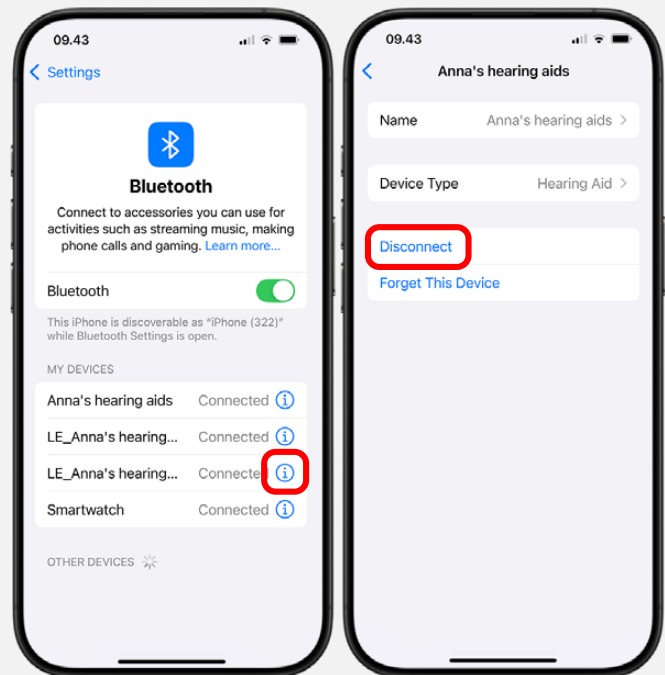 09.43
Settings
Bluetooth
Connect to accessories you can use for
activities such as streaming music, making
phone calls and gaming. Learn more...
Bluetooth
This iPhone is discoverable as "iPhone (322)"
while Bluetooth Settings is open.
MY DEVICES
Anna's hearing aids Connected
LE_Anna's hearing... Connected
LE_Anna's hearing... Connected
Smartwatch Connected
OTHER DEVICES
09.43
Anna's hearing aids
Name Anna's hearing aids
Device Type Hearing Aid
Disconnect
Forget This Device